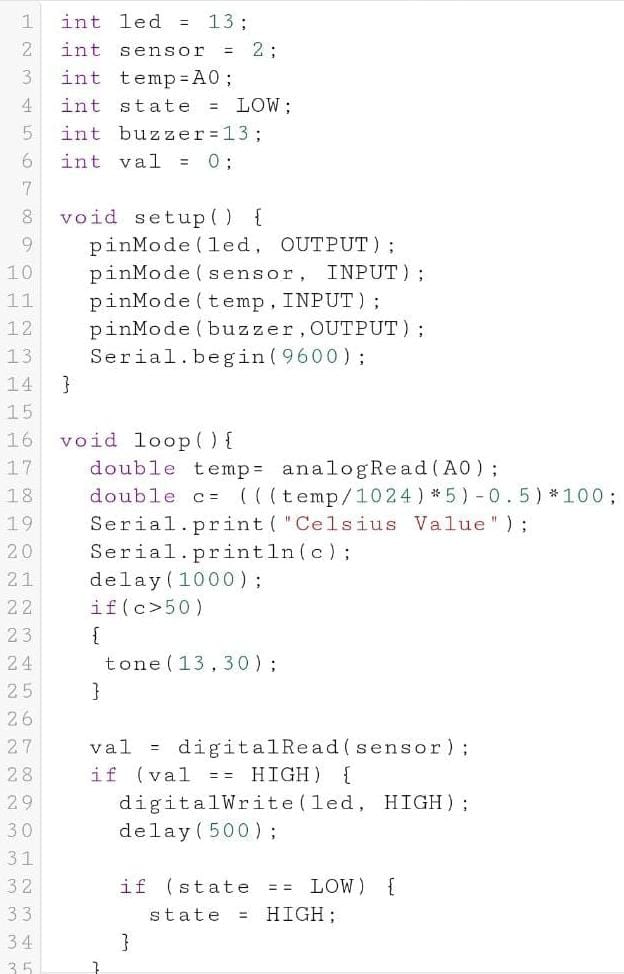 1 int led = 13;
2 int sensor = 2;
3 int temp=A0;
4 int state = LOW;
5 int buzzer=13;
6 int val = 0;
7
8 void setup() {
9 pinMode(led, OUTPUT);
10 pinMode(sensor, INPUT);
11 pinMode(temp,INPUT);
12 pinMode(buzzer,OUTPUT);
13 Serial.begin(9600);
14 }
15
16 void loop(){
17 double temp= analogRead(A0);
18 double c= (((temp/1024)*5)-0.5)*100;
19 Serial.print("Celsius Value");
20 Serial.println(c);
21 delay(1000);
22 if(c>50)
23 {
24 tone(13,30);
25 }
26
27 val = digitalRead(sensor);
28 if (val == HIGH) {
29 digitalWrite(led, HIGH);
30 delay(500);
31
32 if (state == LOW) {
33 state = HIGH;
34 }
35 }